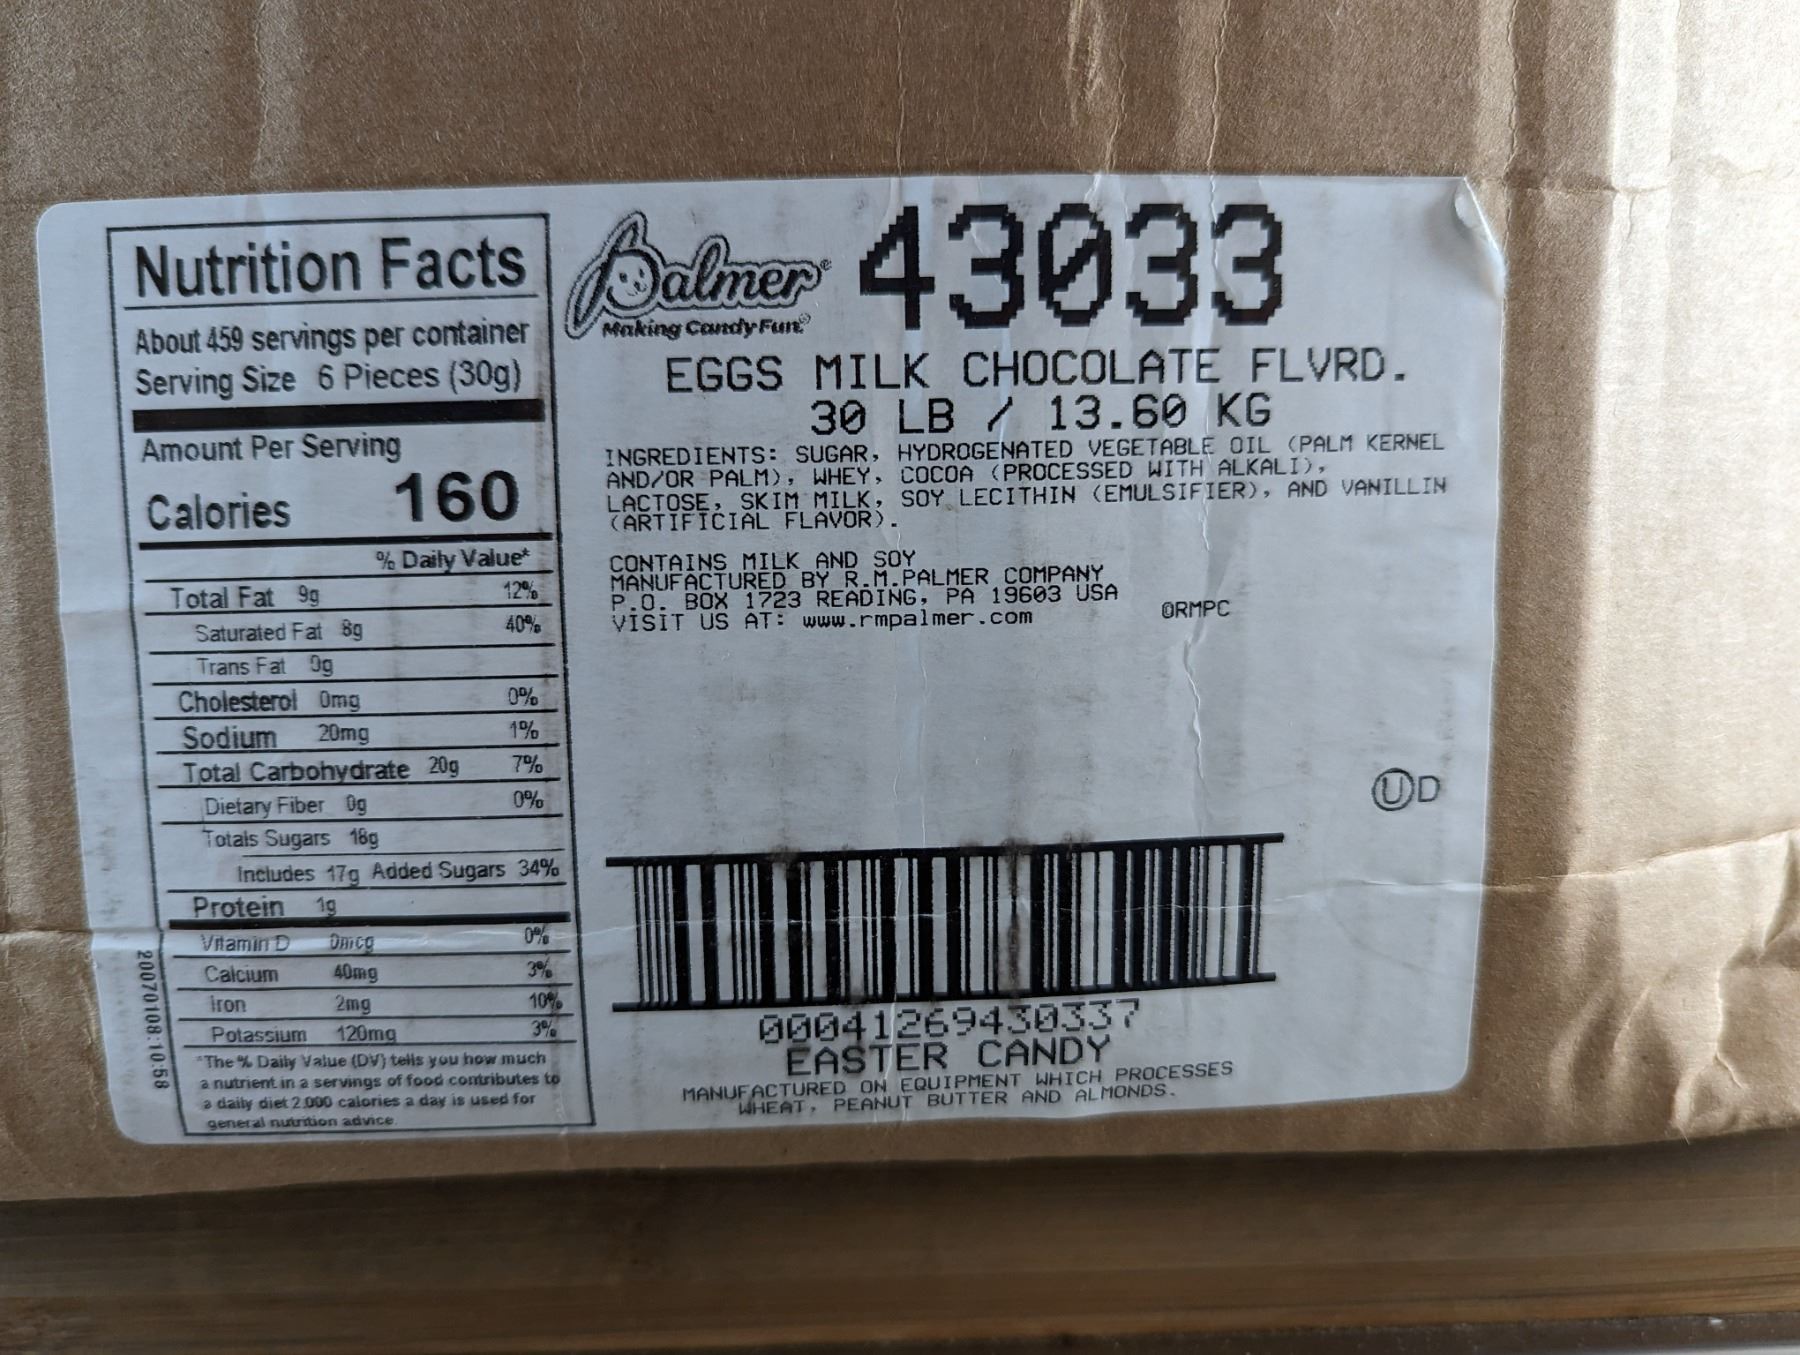 Nutrition Facts
About 459 servings per container
Serving Size 6 Pieces (30g)
Amount Per Serving
Calories 160
% Daily Value*
Total Fat 9g 12%
Saturated Fat 8g 40%
Trans Fat 0g
Cholesterol 0mg 0%
Sodium 20mg 1%
Total Carbohydrate 20g 7%
Dietary Fiber 0g 0%
Totals Sugars 18g
Includes 17g Added Sugars 34%
Protein 1g
Vitamin D 0mcg 0%
Calcium 40mg 3%
Iron 2mg 10%
Potassium 120mg 3%
*The % Daily Value (DV) tells you how much
a nutrient in a servings of food contributes to
a daily diet 2,000 calories a day is used for
general nutrition advice.
20070108:10:58
Palmer®
Making Candy Fun®
43033
EGGS MILK CHOCOLATE FLVRD.
30 LB / 13.60 KG
INGREDIENTS: SUGAR, HYDROGENATED VEGETABLE OIL (PALM KERNEL
AND/OR PALM), WHEY, COCOA (PROCESSED WITH ALKALI),
LACTOSE, SKIM MILK, SOY LECITHIN (EMULSIFIER), AND VANILLIN
(ARTIFICIAL FLAVOR).
CONTAINS MILK AND SOY
MANUFACTURED BY R.M.PALMER COMPANY
P.O. BOX 1723 READING, PA 19603 USA
VISIT US AT: www.rmpalmer.com
©RMPC
ⓊD
00041269430337
EASTER CANDY
MANUFACTURED ON EQUIPMENT WHICH PROCESSES
WHEAT, PEANUT BUTTER AND ALMONDS.